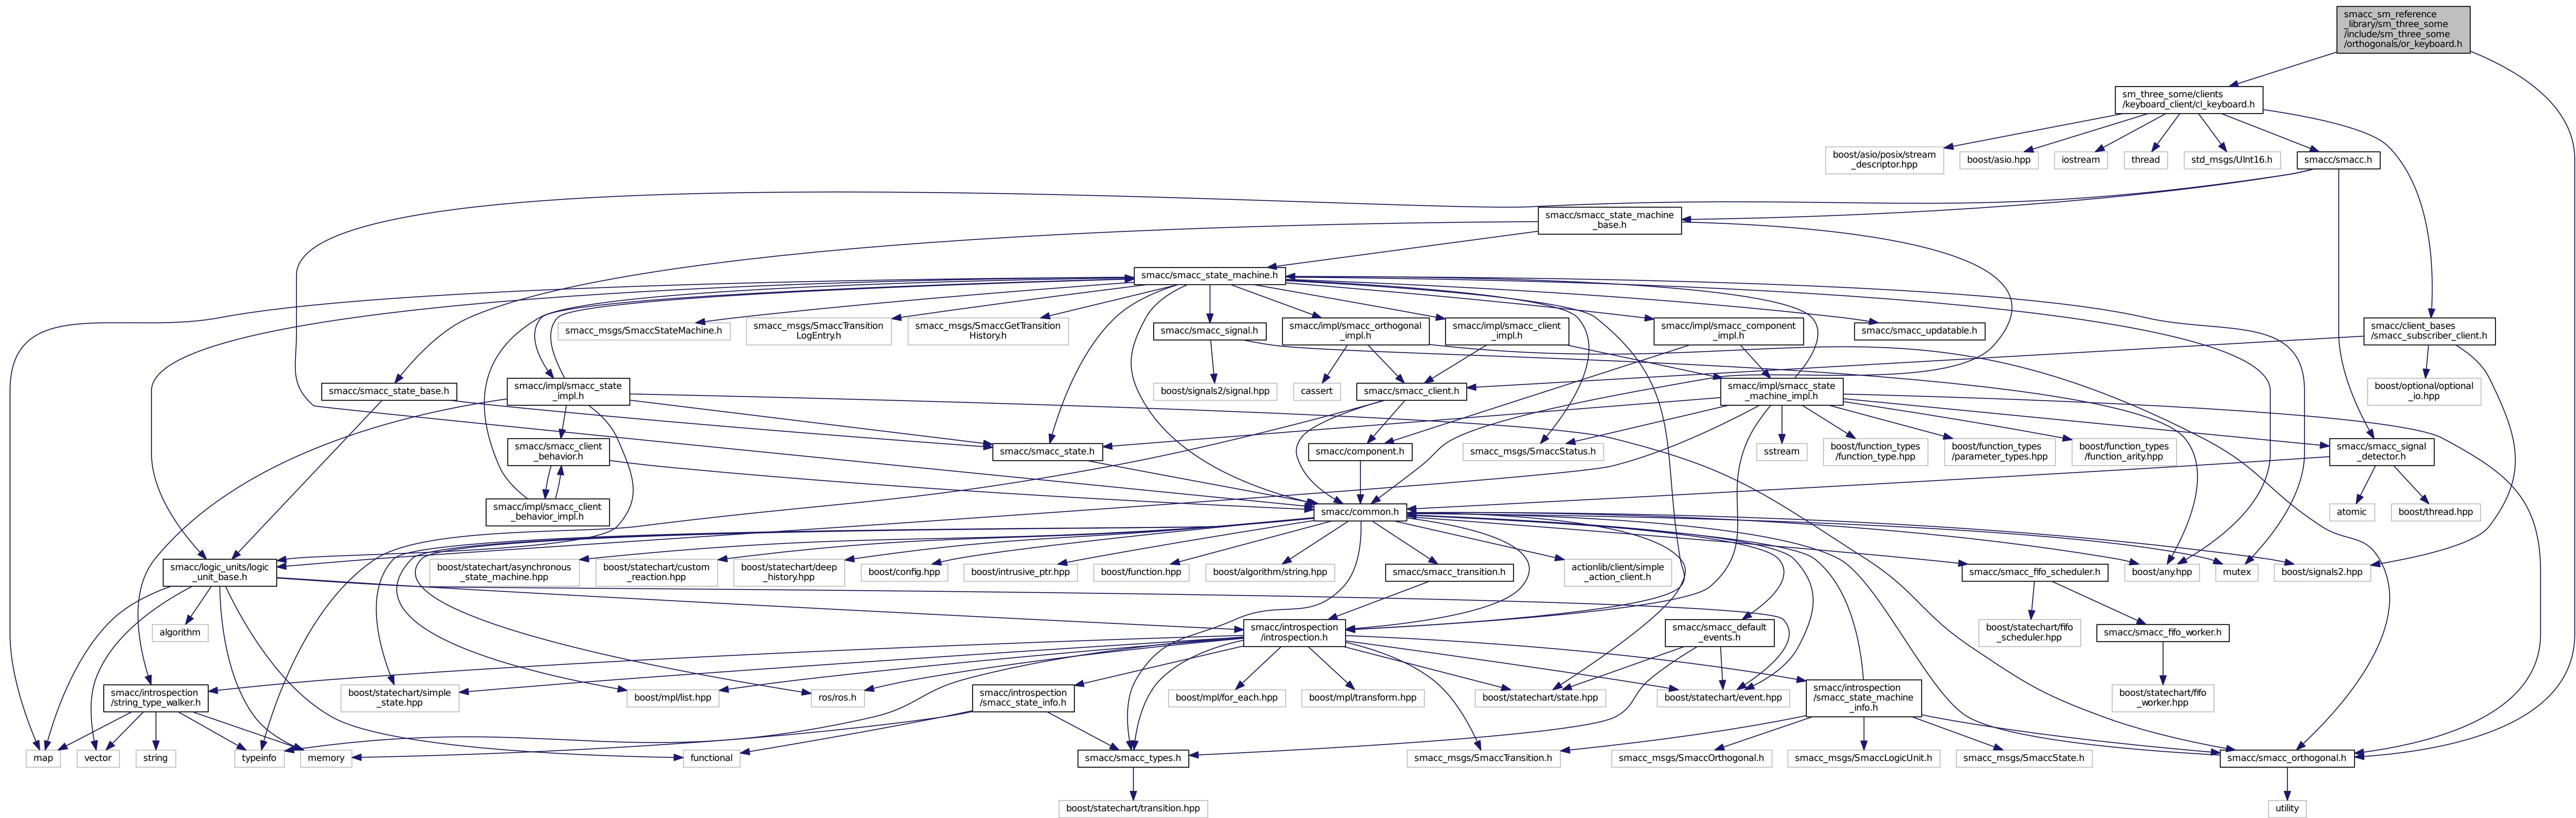 smacc_sm_reference
_library/sm_three_some
/include/sm_three_some
/orthogonals/or_keyboard.h
sm_three_some/clients
/keyboard_client/cl_keyboard.h
boost/asio/posix/stream
_descriptor.hpp
boost/asio.hpp
iostream
thread
std_msgs/UInt16.h
smacc/smacc.h
smacc/smacc_state_machine
_base.h
smacc/smacc_state_machine.h
smacc_msgs/SmaccStateMachine.h
smacc_msgs/SmaccTransition
LogEntry.h
smacc_msgs/SmaccGetTransition
History.h
smacc/smacc_signal.h
smacc/impl/smacc_orthogonal
_impl.h
smacc/impl/smacc_client
_impl.h
smacc/impl/smacc_component
_impl.h
smacc/smacc_updatable.h
smacc/client_bases
/smacc_subscriber_client.h
smacc/smacc_state_base.h
smacc/impl/smacc_state
_impl.h
boost/signals2/signal.hpp
cassert
smacc/smacc_client.h
smacc/impl/smacc_state
_machine_impl.h
boost/optional/optional
_io.hpp
smacc/smacc_client
_behavior.h
smacc/smacc_state.h
smacc/component.h
smacc_msgs/SmaccStatus.h
sstream
boost/function_types
/function_type.hpp
boost/function_types
/parameter_types.hpp
boost/function_types
/function_arity.hpp
smacc/smacc_signal
_detector.h
smacc/impl/smacc_client
_behavior_impl.h
smacc/common.h
atomic
boost/thread.hpp
smacc/logic_units/logic
_unit_base.h
boost/statechart/asynchronous
_state_machine.hpp
boost/statechart/custom
_reaction.hpp
boost/statechart/deep
_history.hpp
boost/config.hpp
boost/intrusive_ptr.hpp
boost/function.hpp
boost/algorithm/string.hpp
smacc/smacc_transition.h
actionlib/client/simple
_action_client.h
smacc/smacc_fifo_scheduler.h
boost/any.hpp
mutex
boost/signals2.hpp
algorithm
smacc/introspection
/introspection.h
smacc/smacc_default
_events.h
boost/statechart/fifo
_scheduler.hpp
smacc/smacc_fifo_worker.h
smacc/introspection
/string_type_walker.h
boost/statechart/simple
_state.hpp
boost/mpl/list.hpp
ros/ros.h
smacc/introspection
/smacc_state_info.h
boost/mpl/for_each.hpp
boost/mpl/transform.hpp
boost/statechart/state.hpp
boost/statechart/event.hpp
smacc/introspection
/smacc_state_machine
_info.h
boost/statechart/fifo
_worker.hpp
map
vector
string
typeinfo
memory
functional
smacc/smacc_types.h
smacc_msgs/SmaccTransition.h
smacc_msgs/SmaccOrthogonal.h
smacc_msgs/SmaccLogicUnit.h
smacc_msgs/SmaccState.h
smacc/smacc_orthogonal.h
boost/statechart/transition.hpp
utility